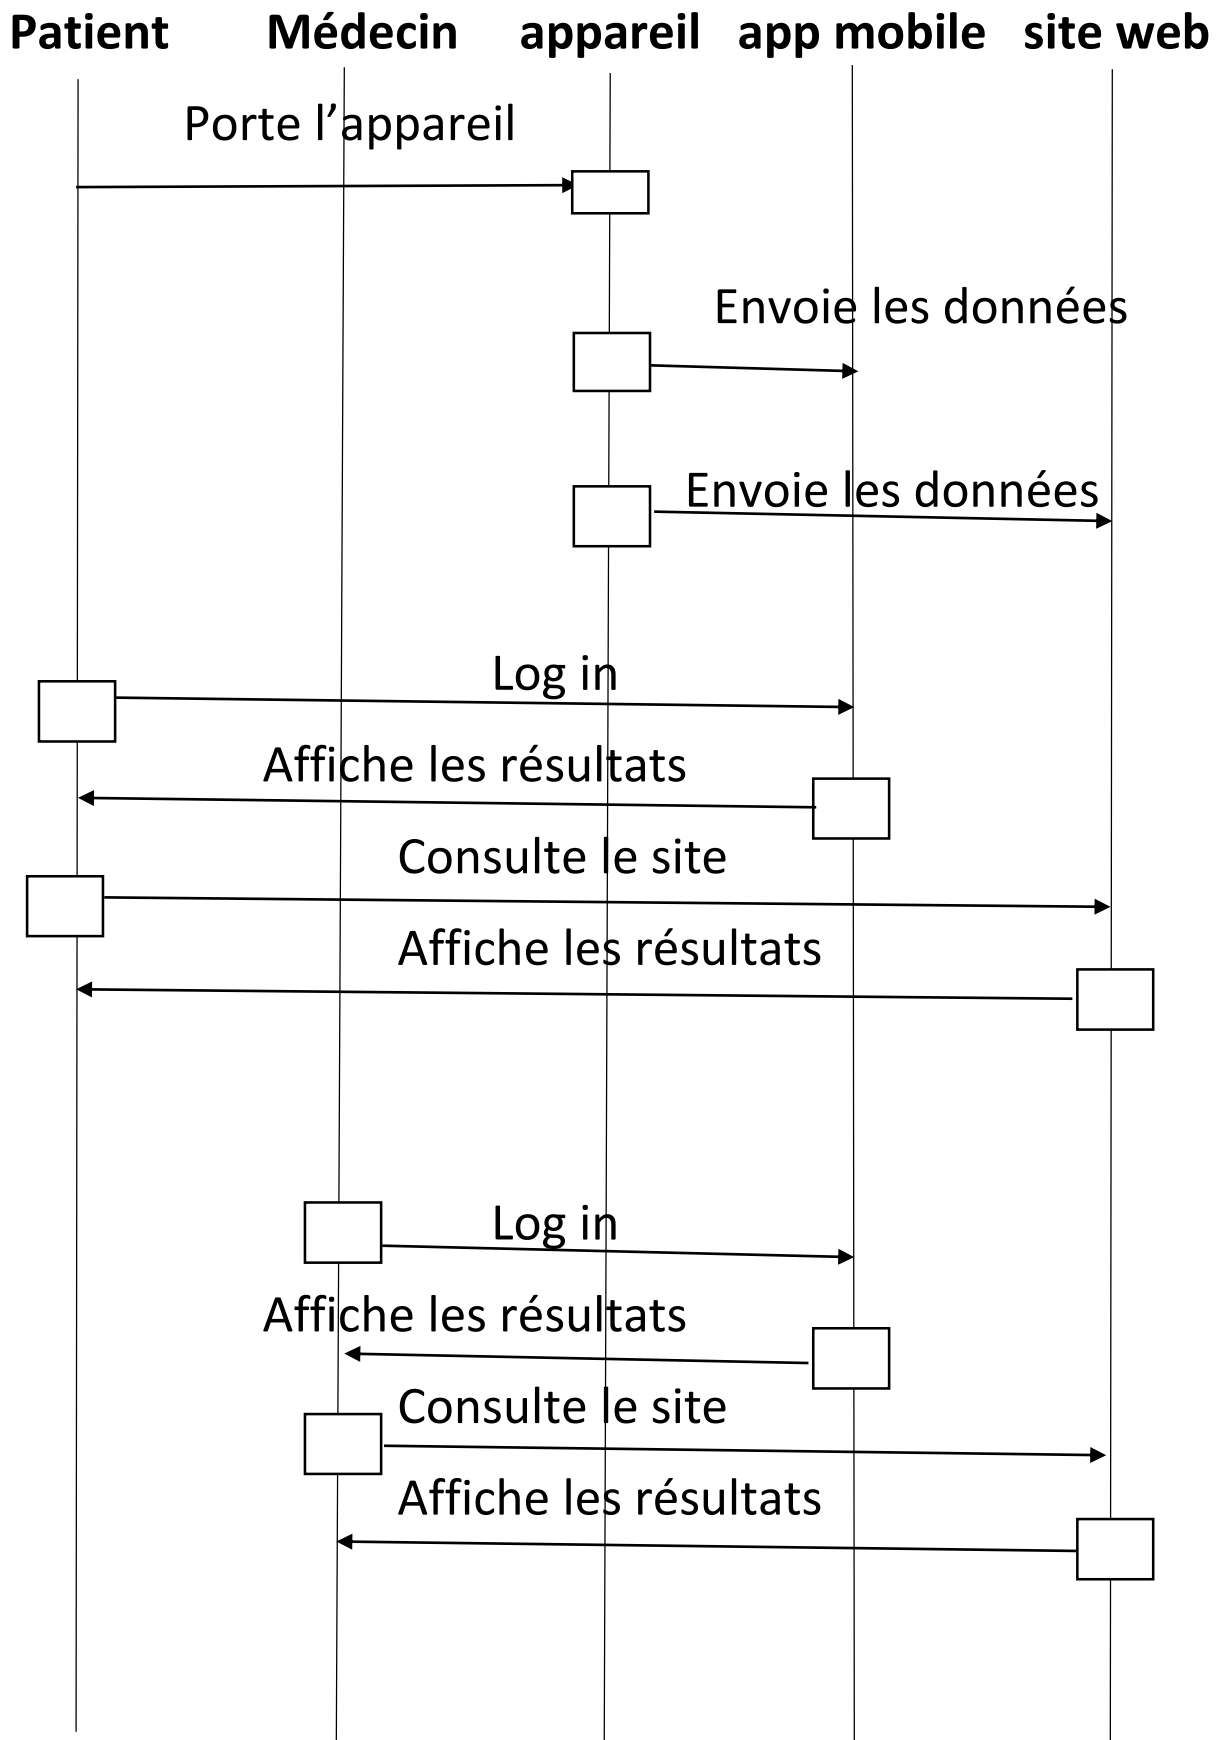 Patient Médecin appareil app mobile site web
Porte l’appareil
Envoie les données
Envoie les données
Log in
Affiche les résultats
Consulte le site
Affiche les résultats
Log in
Affiche les résultats
Consulte le site
Affiche les résultats